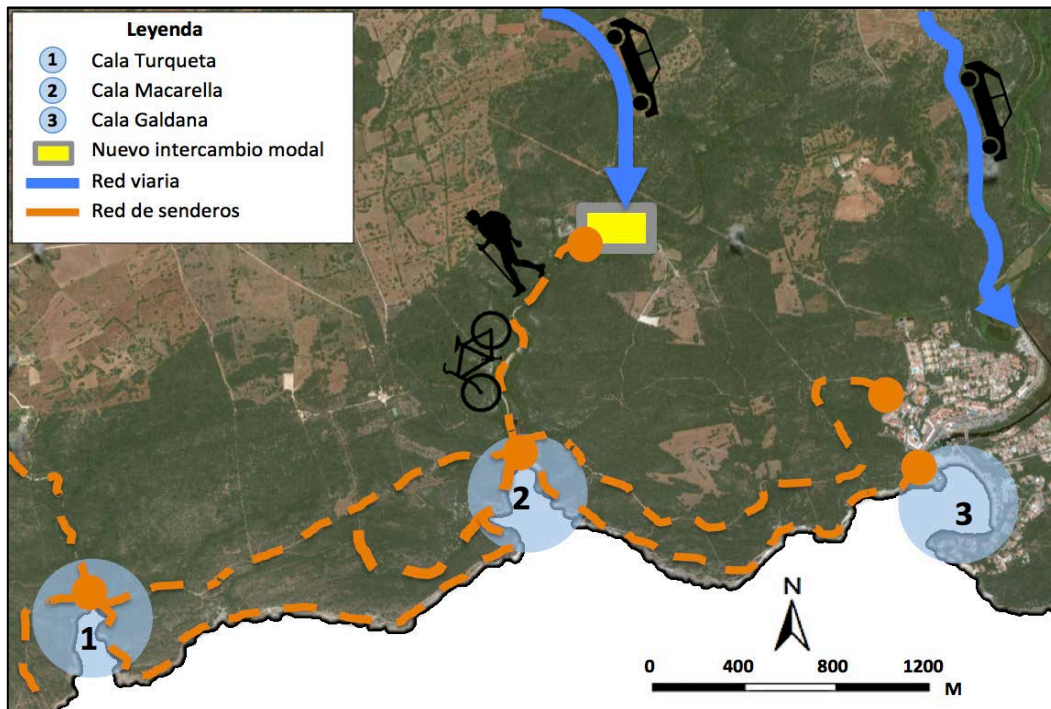 Leyenda
1 Cala Turqueta
2 Cala Macarella
3 Cala Galdana
Nuevo intercambio modal
Red viaria
Red de senderos
2
3
1
N
0 400 800 1200
M